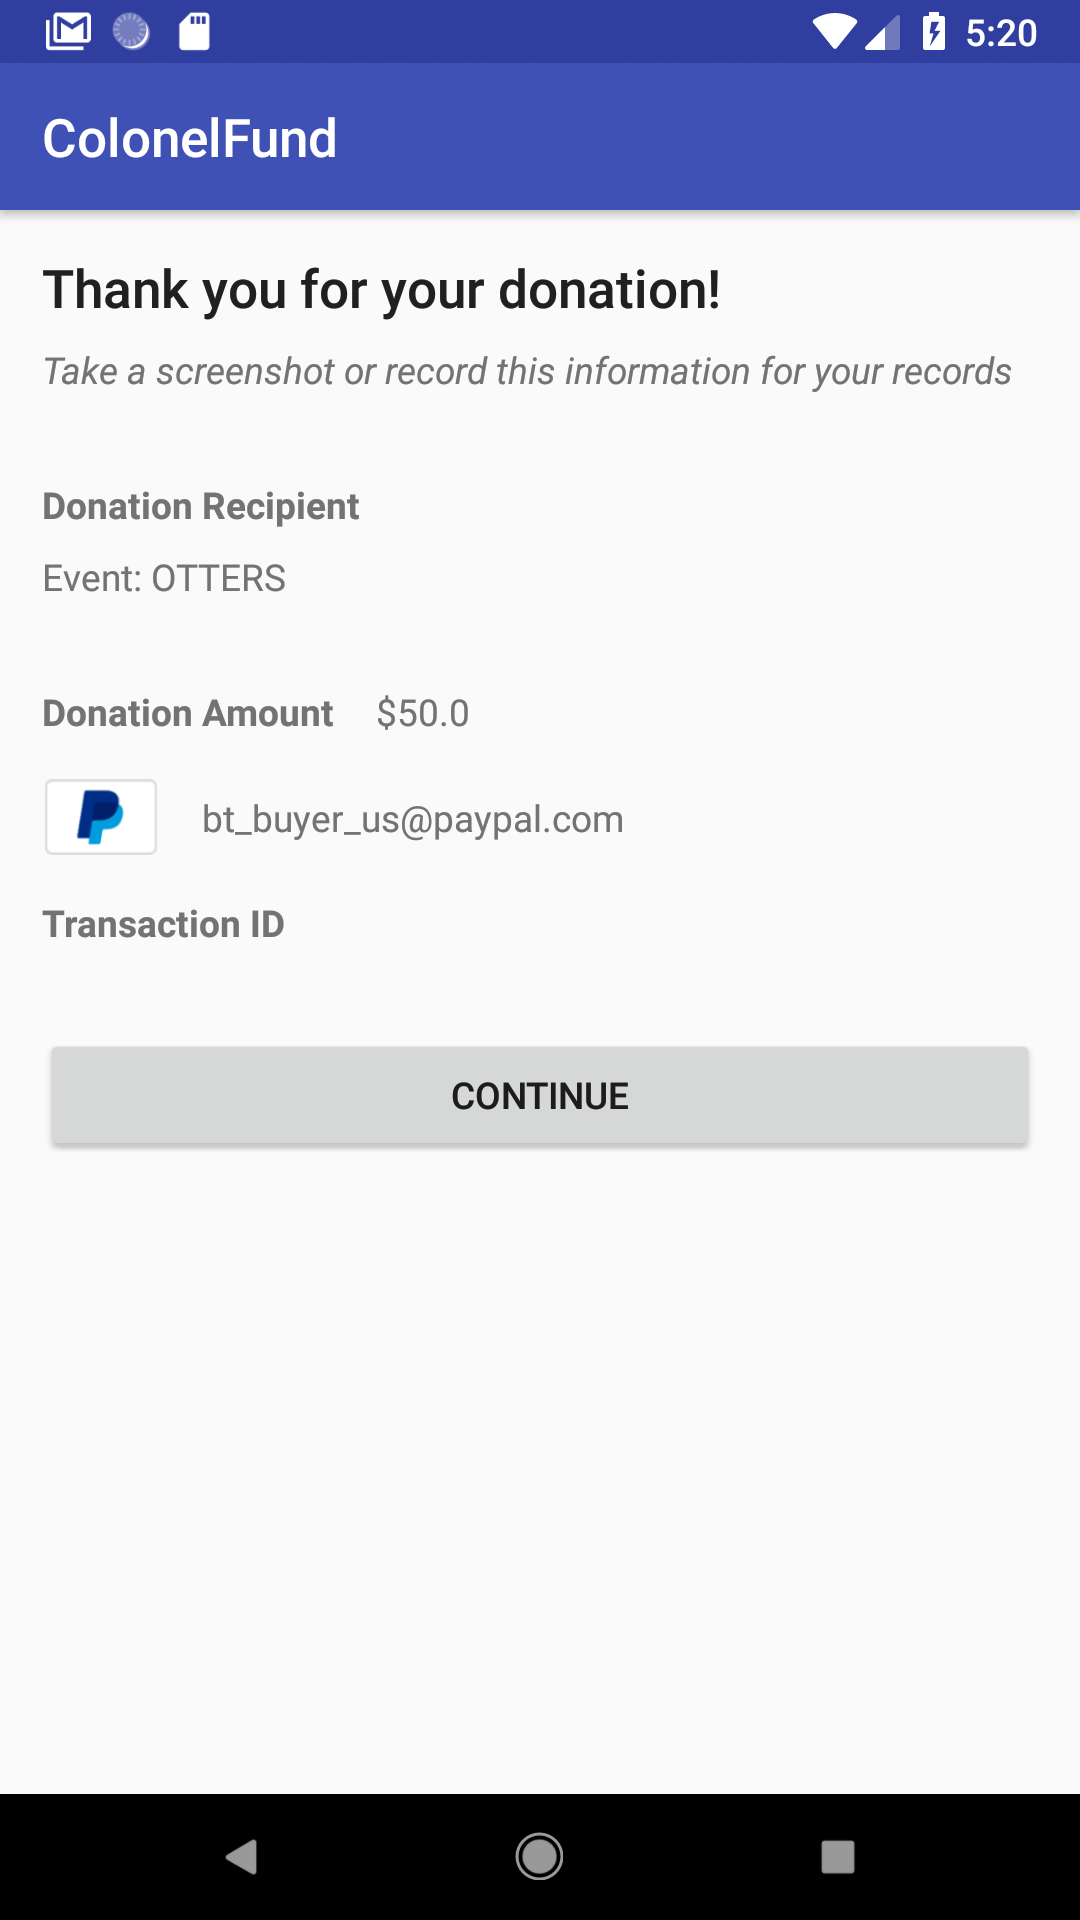 5:20
ColonelFund
Thank you for your donation!
Take a screenshot or record this information for your records
Donation Recipient
Event: OTTERS
Donation Amount $50.0
bt_buyer_us@paypal.com
Transaction ID
CONTINUE